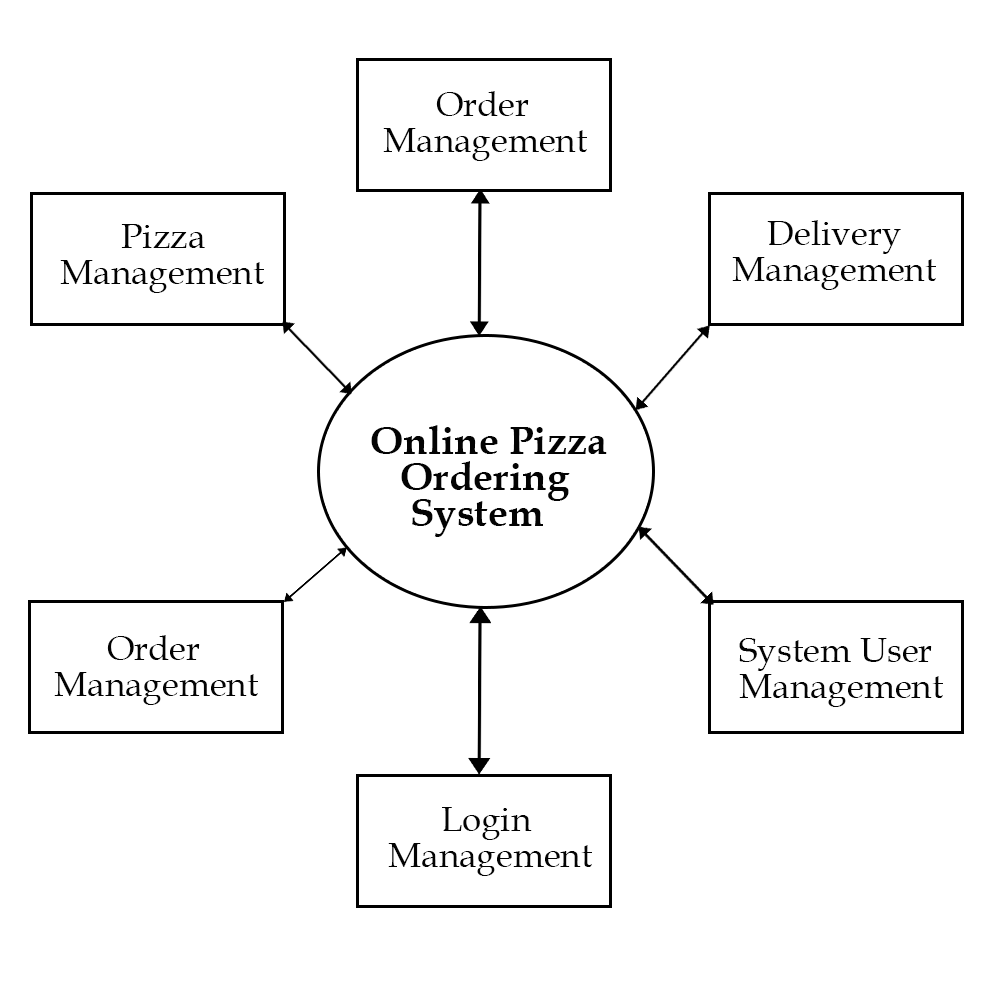 Order
Management
Pizza
Management
Delivery
Management
Online Pizza
Ordering
System
Order
Management
System User
Management
Login
Management